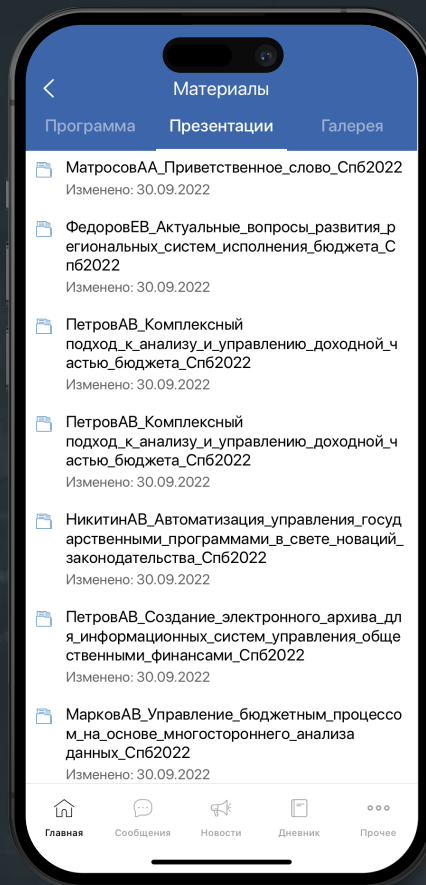 Материалы
Программа Презентации Галерея
МатросовАА_Приветственное_слово_Спб2022
Изменено: 30.09.2022
ФедоровЕВ_Актуальные_вопросы_развития_р
егиональных_систем_исполнения_бюджета_С
пб2022
Изменено: 30.09.2022
ПетровАВ_Комплексный
подход_к_анализу_и_управлению_доходной_ч
астью_бюджета_Спб2022
Изменено: 30.09.2022
ПетровАВ_Комплексный
подход_к_анализу_и_управлению_доходной_ч
астью_бюджета_Спб2022
Изменено: 30.09.2022
НикитинАВ_Автоматизация_управления_госуд
арственными_программами_в_свете_новаций_
законодательства_Спб2022
Изменено: 30.09.2022
ПетровАВ_Создание_электронного_архива_дл
я_информационных_систем_управления_обще
ственными_финансами_Спб2022
Изменено: 30.09.2022
МарковАВ_Управление_бюджетным_процессо
м_на_основе_многостороннего_анализа
данных_Спб2022
Изменено: 30.09.2022
Главная Сообщения Новости Дневник Прочее